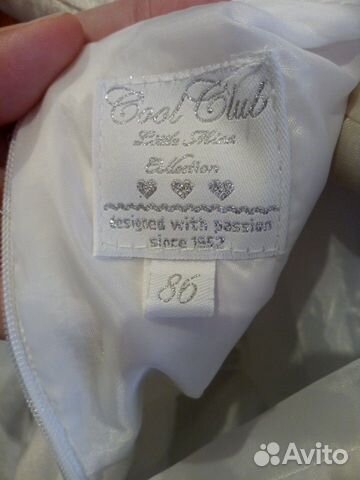 Cool Club
Little Miss
Collection
designed with passion
since 1952
86
Avito